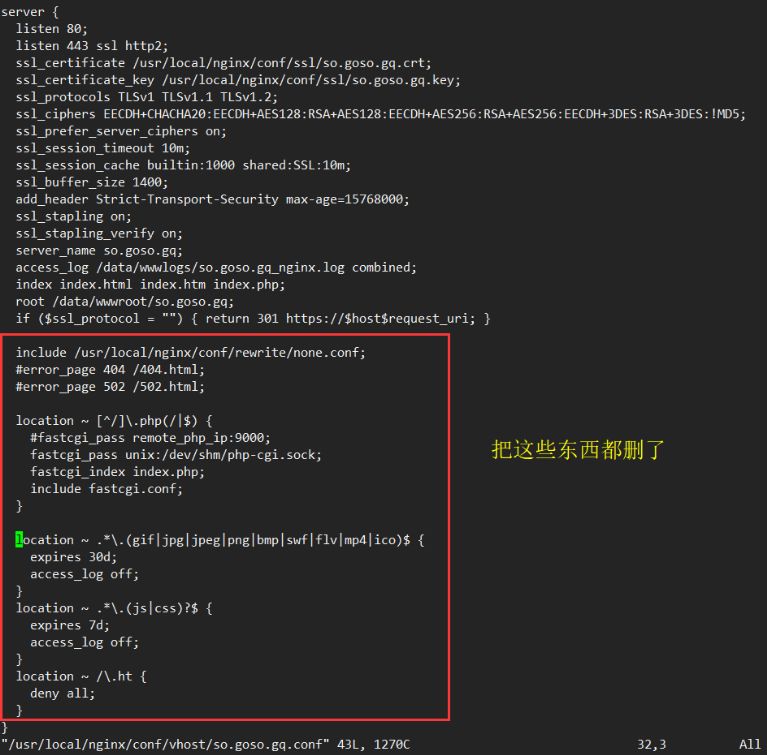 server {
  listen 80;
  listen 443 ssl http2;
  ssl_certificate /usr/local/nginx/conf/ssl/so.goso.gq.crt;
  ssl_certificate_key /usr/local/nginx/conf/ssl/so.goso.gq.key;
  ssl_protocols TLSv1 TLSv1.1 TLSv1.2;
  ssl_ciphers EECDH+CHACHA20:EECDH+AES128:RSA+AES128:EECDH+AES256:RSA+AES256:EECDH+3DES:RSA+3DES:!MD5;
  ssl_prefer_server_ciphers on;
  ssl_session_timeout 10m;
  ssl_session_cache builtin:1000 shared:SSL:10m;
  ssl_buffer_size 1400;
  add_header Strict-Transport-Security max-age=15768000;
  ssl_stapling on;
  ssl_stapling_verify on;
  server_name so.goso.gq;
  access_log /data/wwwlogs/so.goso.gq_nginx.log combined;
  index index.html index.htm index.php;
  root /data/wwwroot/so.goso.gq;
  if ($ssl_protocol = "") { return 301 https://$host$request_uri; }
  include /usr/local/nginx/conf/rewrite/none.conf;
  #error_page 404 /404.html;
  #error_page 502 /502.html;
  location ~ [^/]\.php(/|$) {
    #fastcgi_pass remote_php_ip:9000;
    fastcgi_pass unix:/dev/shm/php-cgi.sock;
    fastcgi_index index.php;
    include fastcgi.conf;
  }
把这些东西都删了
  location ~ .*\.(gif|jpg|jpeg|png|bmp|swf|flv|mp4|ico)$ {
    expires 30d;
    access_log off;
  }
  location ~ .*\.(js|css)?$ {
    expires 7d;
    access_log off;
  }
  location ~ /\.ht {
    deny all;
  }
}
"/usr/local/nginx/conf/vhost/so.goso.gq.conf" 43L, 1270C 32,3 All